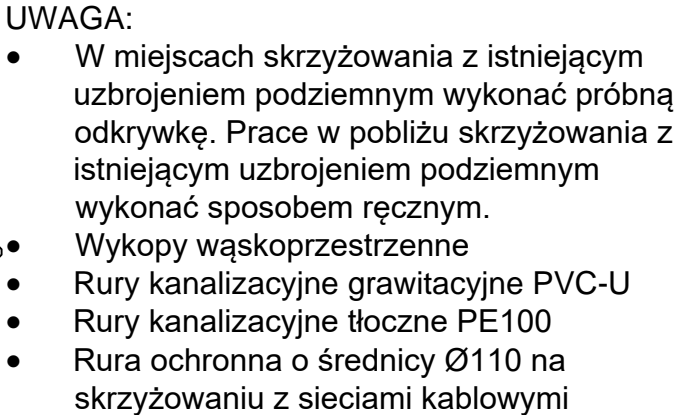 UWAGA:
• W miejscach skrzyżowania z istniejącym
uzbrojeniem podziemnym wykonać próbną
odkrywkę. Prace w pobliżu skrzyżowania z
istniejącym uzbrojeniem podziemnym
wykonać sposobem ręcznym.
• Wykopy wąskoprzestrzenne
• Rury kanalizacyjne grawitacyjne PVC-U
• Rury kanalizacyjne tłoczne PE100
• Rura ochronna o średnicy Ø110 na
skrzyżowaniu z sieciami kablowymi